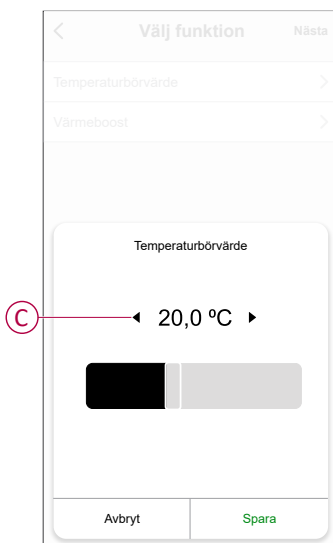 Välj funktion Nästa
Temperaturbörvärde
Värmeboost
Temperaturbörvärde
C
20,0 ºC
Avbryt Spara